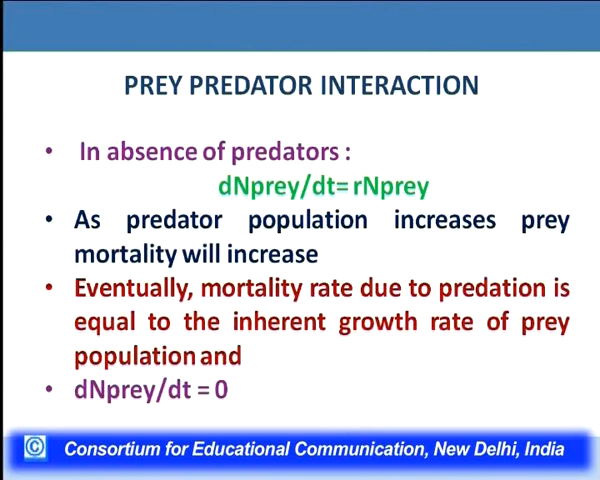 PREY PREDATOR INTERACTION
• In absence of predators :
dNprey/dt= rNprey
• As predator population increases prey
mortality will increase
• Eventually, mortality rate due to predation is
equal to the inherent growth rate of prey
population and
• dNprey/dt = 0
© Consortium for Educational Communication, New Delhi, India